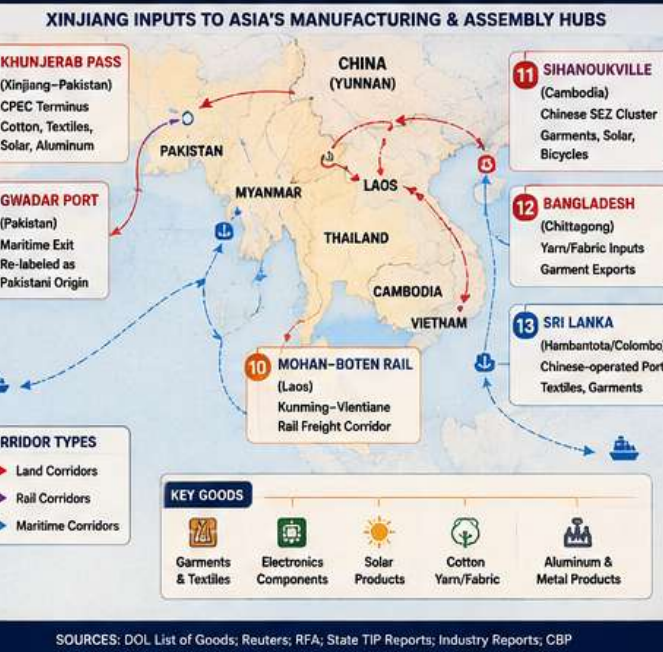 XINJIANG INPUTS TO ASIA'S MANUFACTURING & ASSEMBLY HUBS
KHUNJERAB PASS
(Xinjiang–Pakistan)
CPEC Terminus
Cotton, Textiles,
Solar, Aluminum
GWADAR PORT
(Pakistan)
Maritime Exit
Re-labeled as
Pakistani Origin
CHINA
(YUNNAN)
PAKISTAN
MYANMAR
LAOS
THAILAND
CAMBODIA
VIETNAM
10 MOHAN–BOTEN RAIL
(Laos)
Kunming–Vientiane
Rail Freight Corridor
11 SIHANOUKVILLE
(Cambodia)
Chinese SEZ Cluster
Garments, Solar,
Bicycles
12 BANGLADESH
(Chittagong)
Yarn/Fabric Inputs
Garment Exports
13 SRI LANKA
(Hambantota/Colombo)
Chinese-operated Port
Textiles, Garments
RRIDOR TYPES
Land Corridors
Rail Corridors
Maritime Corridors
KEY GOODS
Garments
& Textiles
Electronics
Components
Solar
Products
Cotton
Yarn/Fabric
Aluminum &
Metal Products
SOURCES: DOL List of Goods; Reuters; RFA; State TIP Reports; Industry Reports; CBP